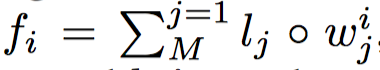 f_i = \sum_{M}^{j=1} l_j \circ w_j^i,